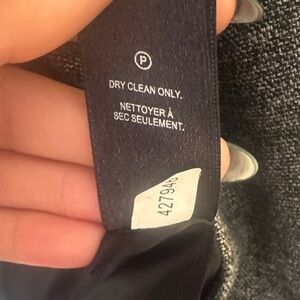 P
DRY CLEAN ONLY.
NETTOYER À
SEC SEULEMENT.
427946